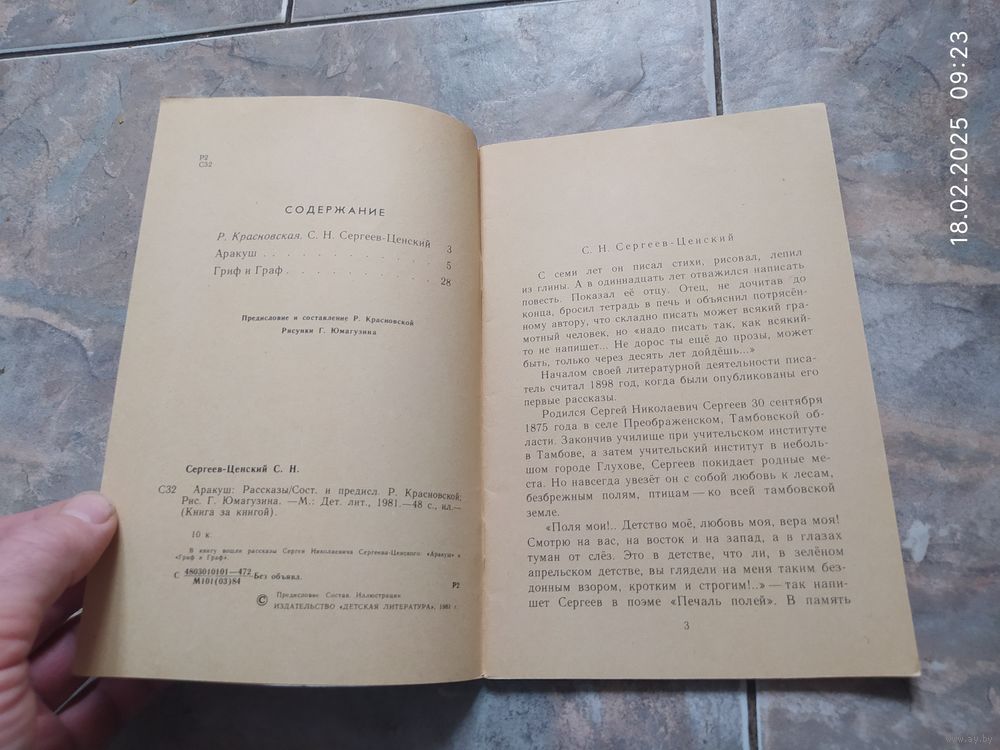 Р2
С32
СОДЕРЖАНИЕ
Р. Красновская. С. Н. Сергеев-Ценский 3
Аракуш . . . . . . . . . . 5
Гриф и Граф . . . . . . . . . 28
Предисловие и составление Р. Красновской
Рисунки Г. Юмагузина
Сергеев-Ценский С. Н.
С32 Аракуш: Рассказы/Сост. и предисл. Р. Красновской;
Рис. Г. Юмагузина. —М.: Дет. лит., 1981.—48 с., ил.—
(Книга за книгой).
10 к.
В книгу вошли рассказы Сергея Николаевича Сергеева-Ценского: «Аракуш» и
«Гриф и Граф».
С 4803010101—472 Без объявл.
М101(03)84
Р2
© Предисловие. Состав. Иллюстрации
ИЗДАТЕЛЬСТВО «ДЕТСКАЯ ЛИТЕРАТУРА», 1981 г.
С. Н. Сергеев-Ценский
С семи лет он писал стихи, рисовал, лепил
из глины. А в одиннадцать лет отважился написать
повесть. Показал её отцу. Отец, не дочитав до
конца, бросил тетрадь в печь и объяснил потрясён-
ному автору, что складно писать может всякий гра-
мотный человек, но «надо писать так, как всякий-
то не напишет... Не дорос ты ещё до прозы, может
быть, только через десять лет дойдёшь...»
Началом своей литературной деятельности писа-
тель считал 1898 год, когда были опубликованы его
первые рассказы.
Родился Сергей Николаевич Сергеев 30 сентября
1875 года в селе Преображенском, Тамбовской об-
ласти. Закончив училище при учительском институте
в Тамбове, а затем учительский институт в неболь-
шом городе Глухове, Сергеев покидает родные ме-
ста. Но навсегда увезёт он с собой любовь к лесам,
безбрежным полям, птицам — ко всей тамбовской
земле.
«Поля мои!.. Детство моё, любовь моя, вера моя!
Смотрю на вас, на восток и на запад, а в глазах
туман от слёз. Это в детстве, что ли, в зелёном
апрельском детстве, вы глядели на меня таким без-
донным взором, кротким и строгим!..» — так напи-
шет Сергеев в поэме «Печаль полей». В память
3
18.02.2025 09:23
www.ay.by